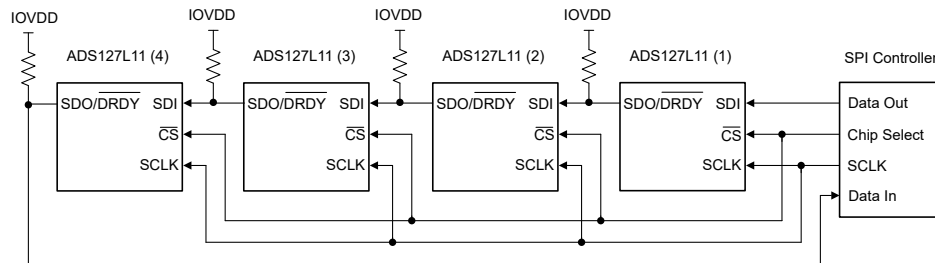 IOVDD
IOVDD
IOVDD
IOVDD
ADS127L11 (4)
ADS127L11 (3)
ADS127L11 (2)
ADS127L11 (1)
SPI Controller
SDO/DRDY SDI
SDO/DRDY SDI
SDO/DRDY SDI
SDO/DRDY SDI
Data Out
CS
CS
CS
CS
Chip Select
SCLK
SCLK
SCLK
SCLK
SCLK
Data In